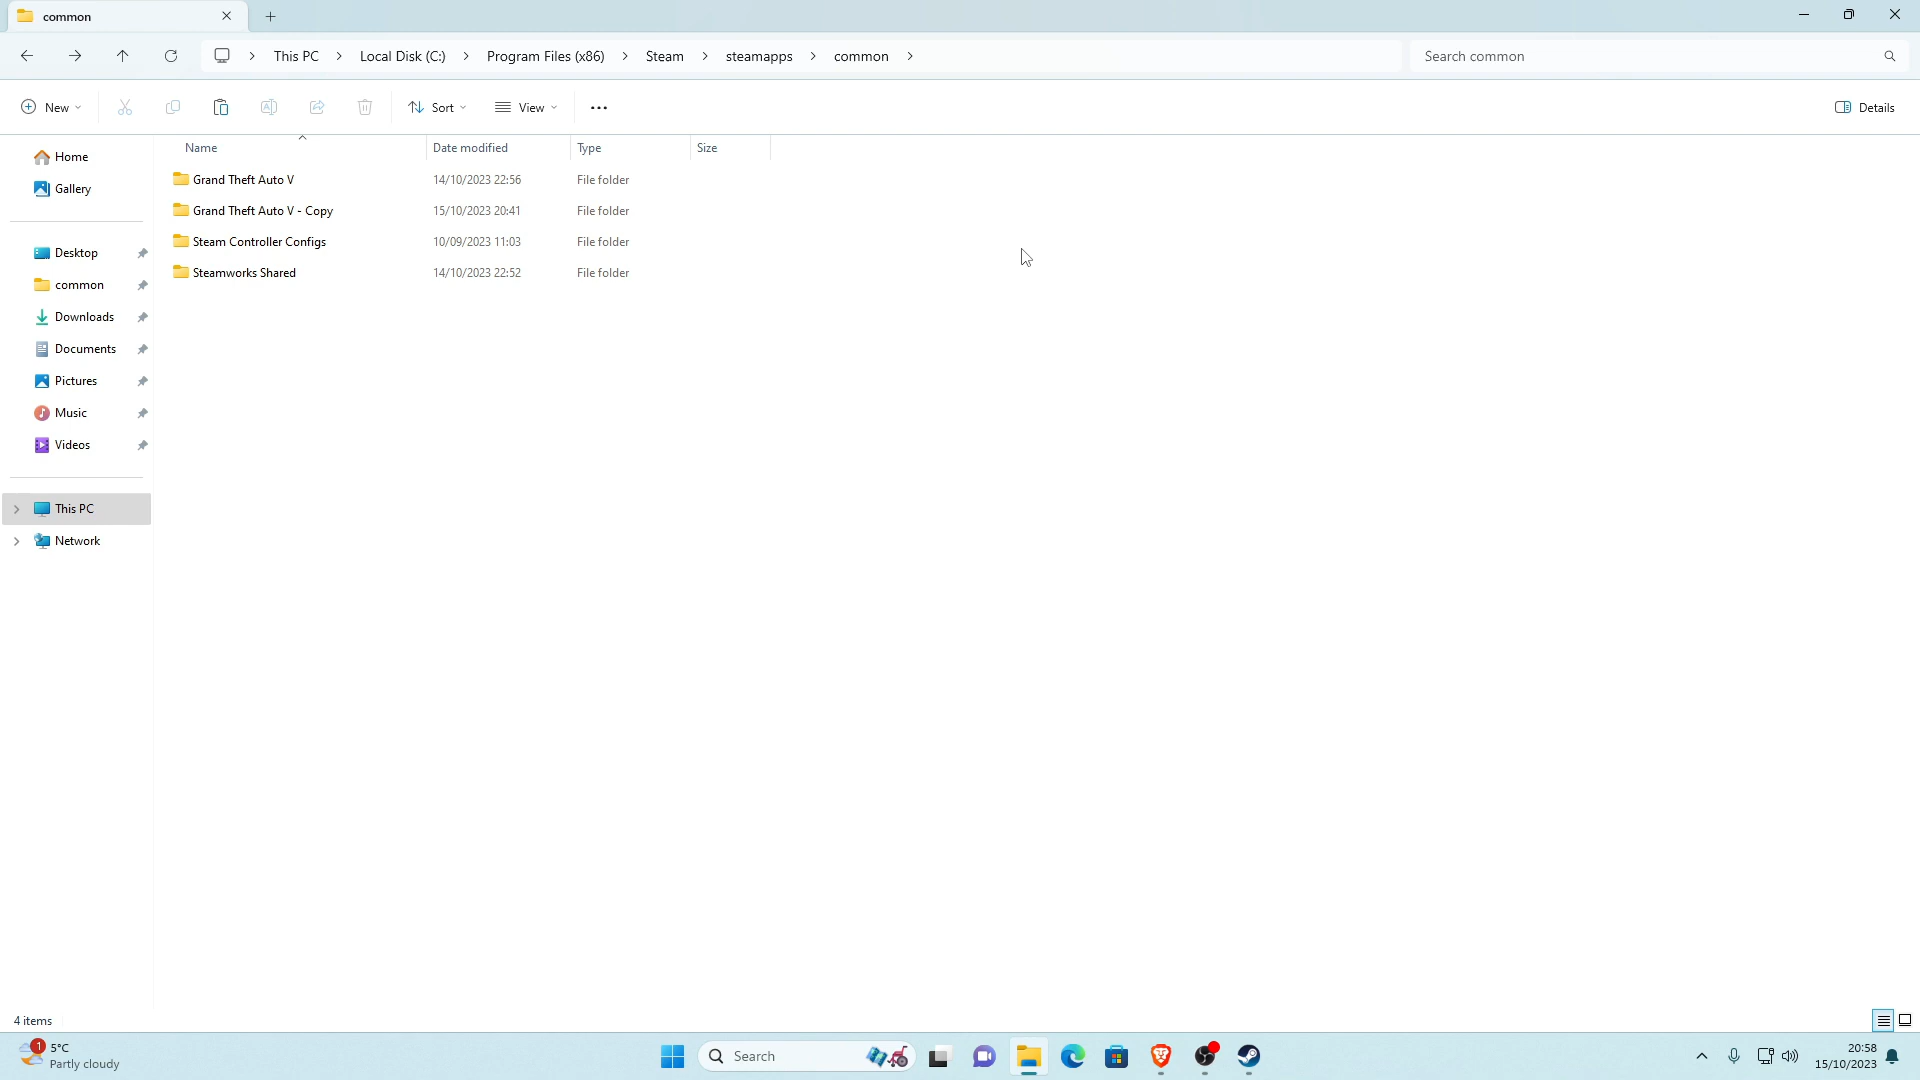 common
This PC
Local Disk (C:)
Program Files (x86)
Steam
steamapps
common
Search common
New
Sort
View
Details
Name
Date modified
Type
Size
Home
Gallery
Desktop
common
Downloads
Documents
Pictures
Music
Videos
This PC
Network
Grand Theft Auto V 14/10/2023 22:56 File folder
Grand Theft Auto V - Copy 15/10/2023 20:41 File folder
Steam Controller Configs 10/09/2023 11:03 File folder
Steamworks Shared 14/10/2023 22:52 File folder
4 items
1
5°C
Partly cloudy
Search
20:58
15/10/2023